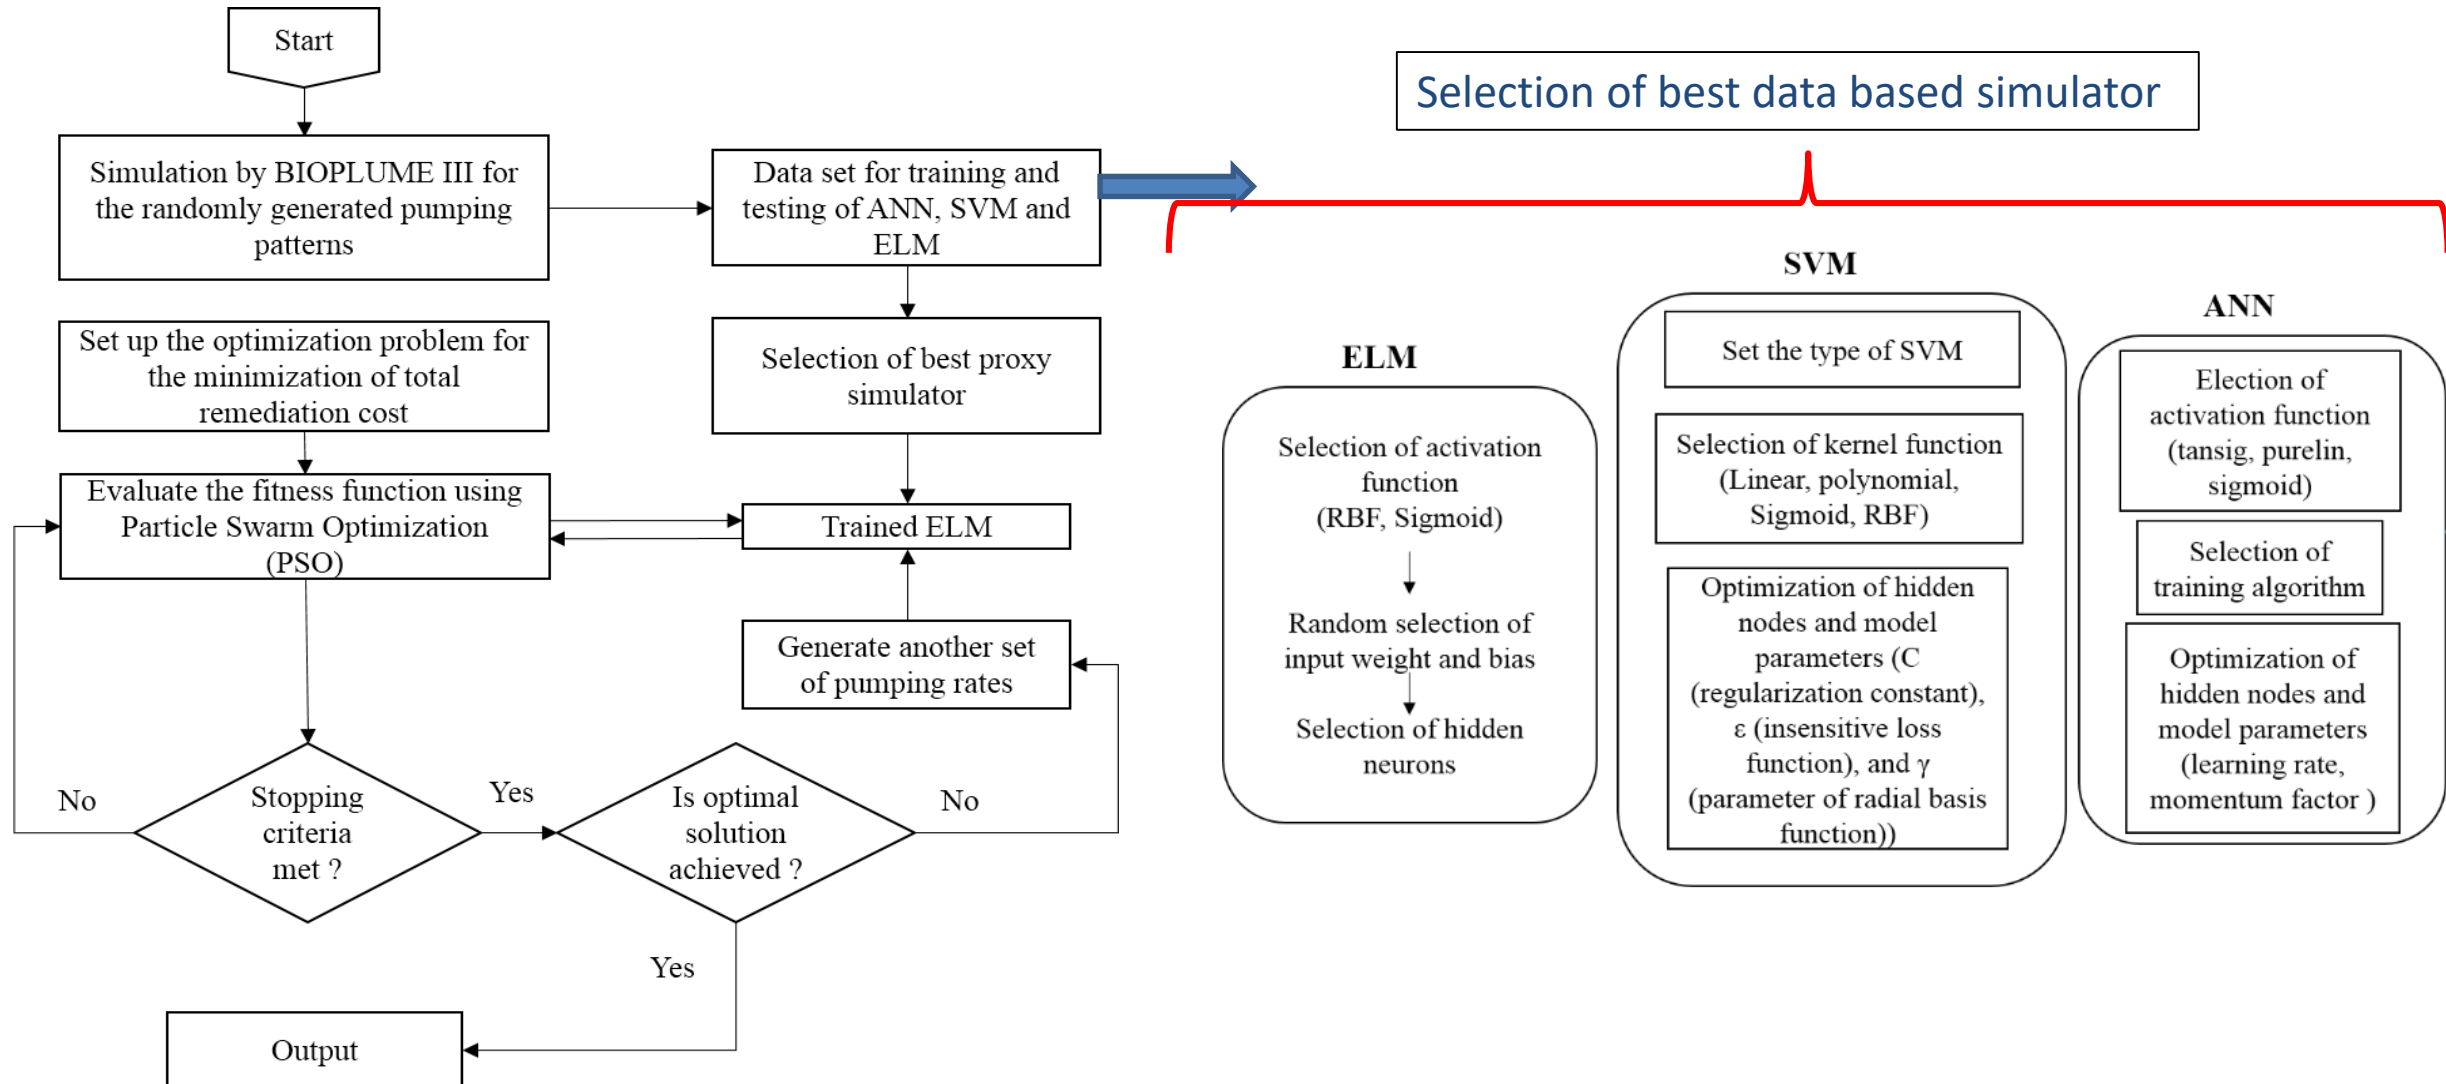 Start
Simulation by BIOPLUME III for
the randomly generated pumping
patterns
Data set for training and
testing of ANN, SVM and
ELM
Set up the optimization problem for
the minimization of total
remediation cost
Selection of best proxy
simulator
Evaluate the fitness function using
Particle Swarm Optimization
(PSO)
Trained ELM
Generate another set
of pumping rates
No
Stopping
criteria
met ?
Yes
Is optimal
solution
achieved ?
No
Yes
Output
Selection of best data based simulator
ELM
Selection of activation
function
(RBF, Sigmoid)
Random selection of
input weight and bias
Selection of hidden
neurons
SVM
Set the type of SVM
Selection of kernel function
(Linear, polynomial,
Sigmoid, RBF)
Optimization of hidden
nodes and model
parameters (C
(regularization constant),
ε (insensitive loss
function), and γ
(parameter of radial basis
function))
ANN
Election of
activation function
(tansig, purelin,
sigmoid)
Selection of
training algorithm
Optimization of
hidden nodes and
model parameters
(learning rate,
momentum factor )